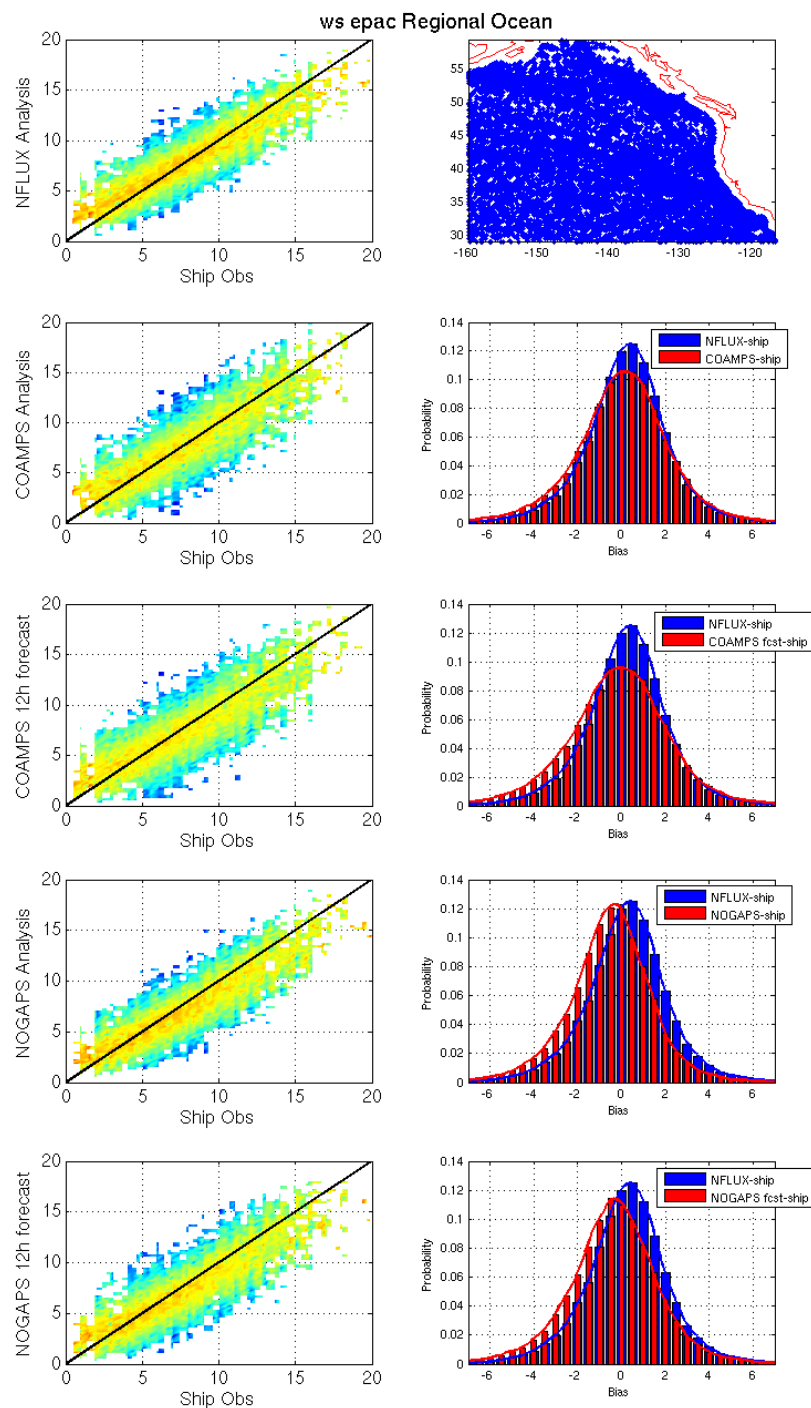 ws epac Regional Ocean
20
15
10
5
0
0 5 10 15 20
NFLUX Analysis
Ship Obs
55
50
45
40
35
30
-160 -150 -140 -130 -120
20
15
10
5
0
0 5 10 15 20
COAMPS Analysis
Ship Obs
0.14
0.12
0.1
0.08
0.06
0.04
0.02
0
-6 -4 -2 0 2 4 6
Probability
Bias
NFLUX-ship
COAMPS-ship
20
15
10
5
0
0 5 10 15 20
COAMPS 12h forecast
Ship Obs
0.14
0.12
0.1
0.08
0.06
0.04
0.02
0
-6 -4 -2 0 2 4 6
Probability
Bias
NFLUX-ship
COAMPS fcst-ship
20
15
10
5
0
0 5 10 15 20
NOGAPS Analysis
Ship Obs
0.14
0.12
0.1
0.08
0.06
0.04
0.02
0
-6 -4 -2 0 2 4 6
Probability
Bias
NFLUX-ship
NOGAPS-ship
20
15
10
5
0
0 5 10 15 20
NOGAPS 12h forecast
Ship Obs
0.14
0.12
0.1
0.08
0.06
0.04
0.02
0
-6 -4 -2 0 2 4 6
Probability
Bias
NFLUX-ship
NOGAPS fcst-ship